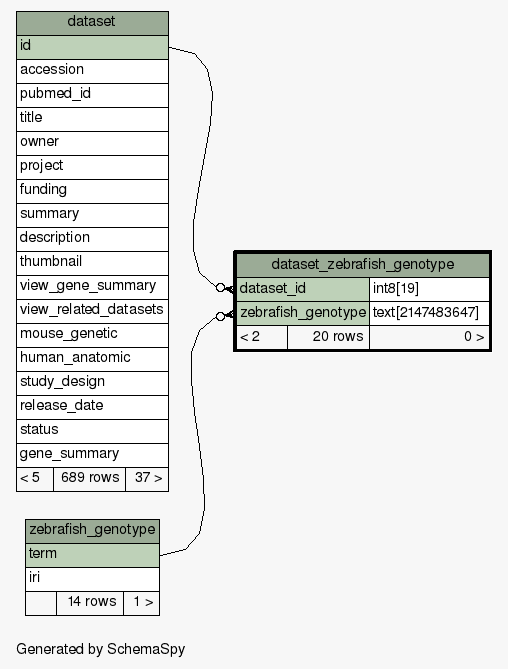 dataset
id
accession
pubmed_id
title
owner
project
funding
summary
description
thumbnail
view_gene_summary
view_related_datasets
mouse_genetic
human_anatomic
study_design
release_date
status
gene_summary
< 5 689 rows 37 >
dataset_zebrafish_genotype
dataset_id int8[19]
zebrafish_genotype text[2147483647]
< 2 20 rows 0 >
zebrafish_genotype
term
iri
14 rows 1 >
Generated by SchemaSpy